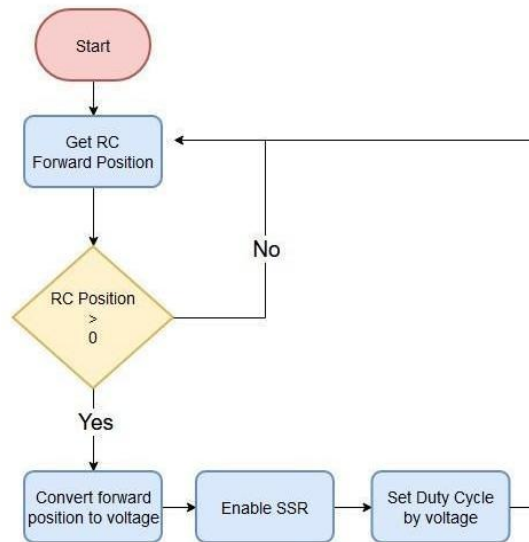 Start
Get RC
Forward Position
No
RC Position
>
0
Yes
Convert forward
position to voltage
Enable SSR
Set Duty Cycle
by voltage